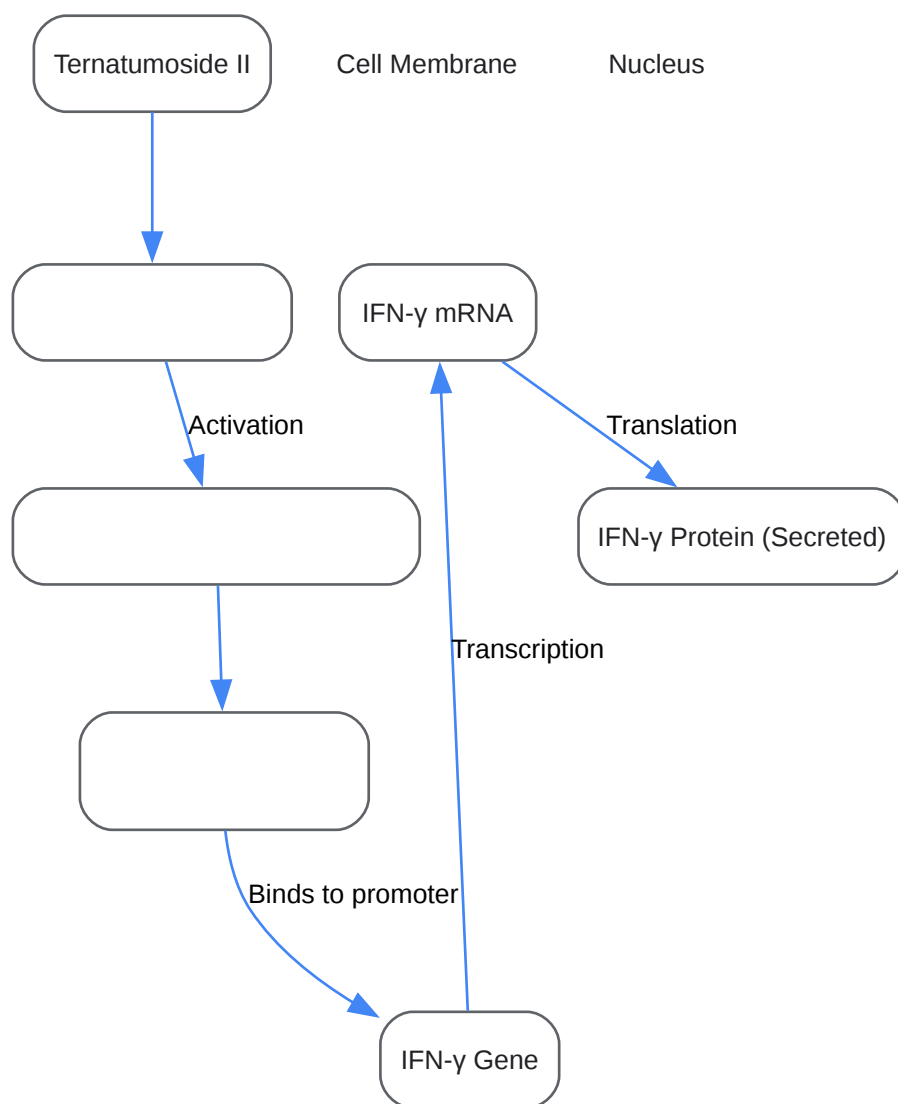 Ternatumoside II
Cell Membrane
Nucleus
IFN-γ mRNA
Activation
Translation
IFN-γ Protein (Secreted)
Transcription
Binds to promoter
IFN-γ Gene